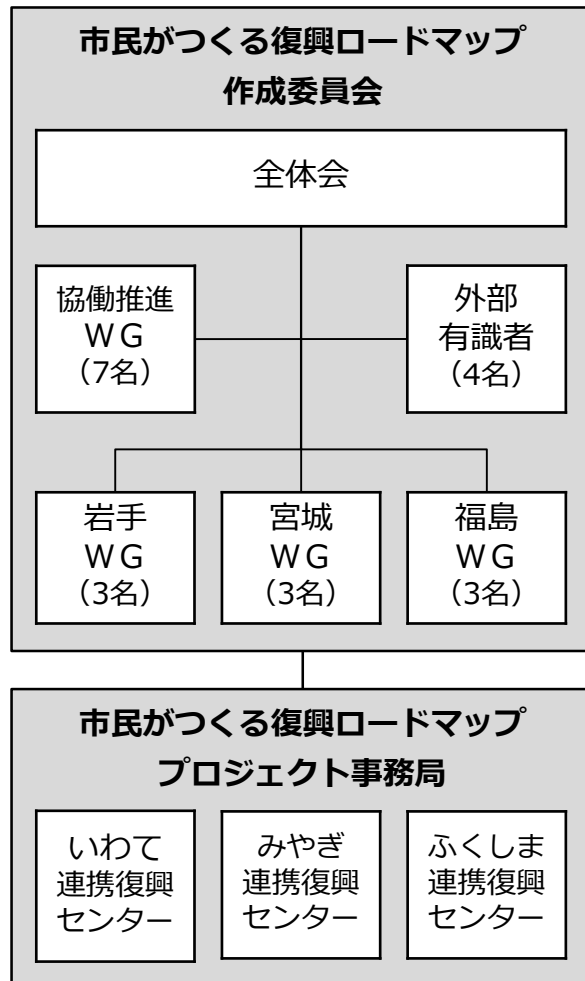 市民がつくる復興ロードマップ
作成委員会
全体会
協働推進
ＷＧ
（7名）
外部
有識者
（4名）
岩手
ＷＧ
（3名）
宮城
ＷＧ
（3名）
福島
ＷＧ
（3名）
市民がつくる復興ロードマップ
プロジェクト事務局
いわて
連携復興
センター
みやぎ
連携復興
センター
ふくしま
連携復興
センター